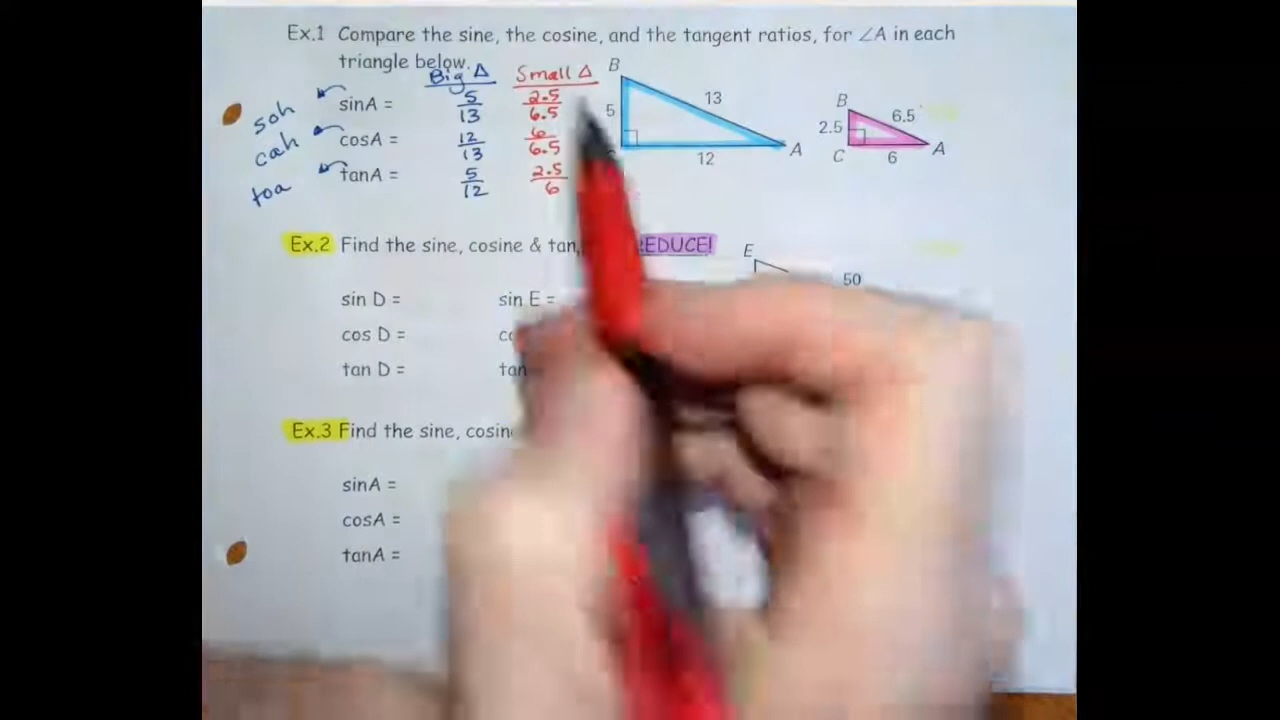 Ex.1 Compare the sine, the cosine, and the tangent ratios, for ∠A in each
triangle below.
Big Δ Small Δ
soh sinA = 5/13 2.5/6.5
cah cosA = 12/13 6/6.5
toa tanA = 5/12 2.5/6
B
13
5
12
A
B
6.5
2.5
C
6
A
Ex.2 Find the sine, cosine & tan, EDUCE!
E
50
sin D = sin E =
cos D =
tan D = tan
Ex.3 Find the sine, cosin
sinA =
cosA =
tanA =